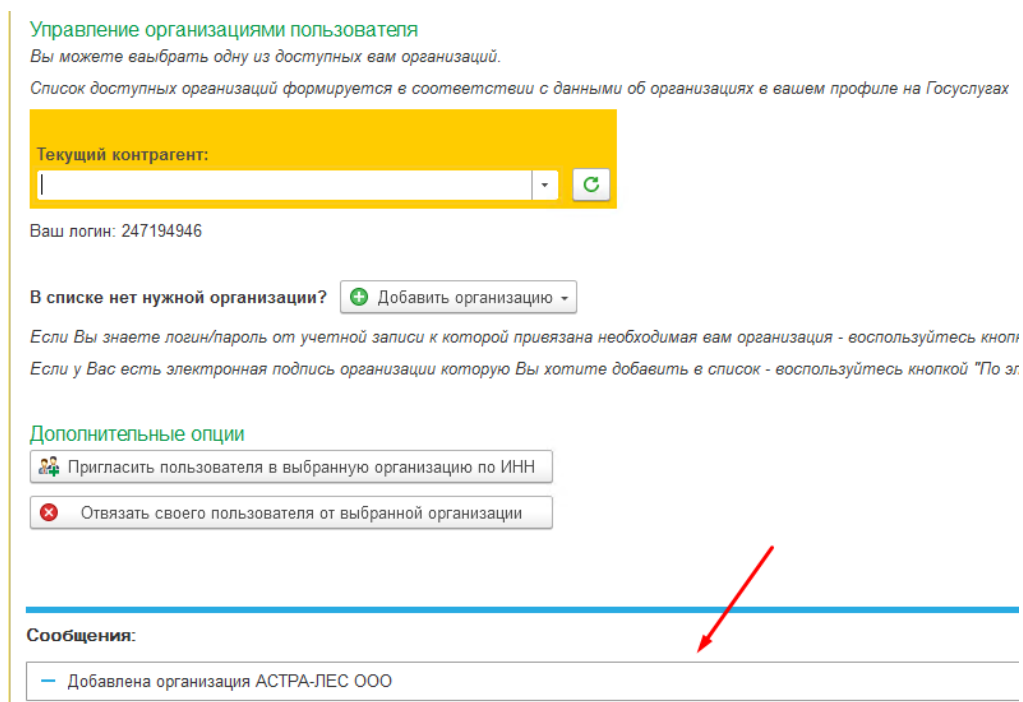 Управление организациями пользователя
Вы можете ваыбрать одну из доступных вам организаций.
Список доступных организаций формируется в соответствии с данными об организациях в вашем профиле на Госуслугах
Текущий контрагент:
Ваш логин: 247194946
В списке нет нужной организации? Добавить организацию
Если Вы знаете логин/пароль от учетной записи к которой привязана необходимая вам организация - воспользуйтесь
Если у Вас есть электронная подпись организации которую Вы хотите добавить в список - воспользуйтесь кнопкой "По
Дополнительные опции
Пригласить пользователя в выбранную организацию по ИНН
Отвязать своего пользователя от выбранной организации
Сообщения:
Добавлена организация АСТРА-ЛЕС ООО